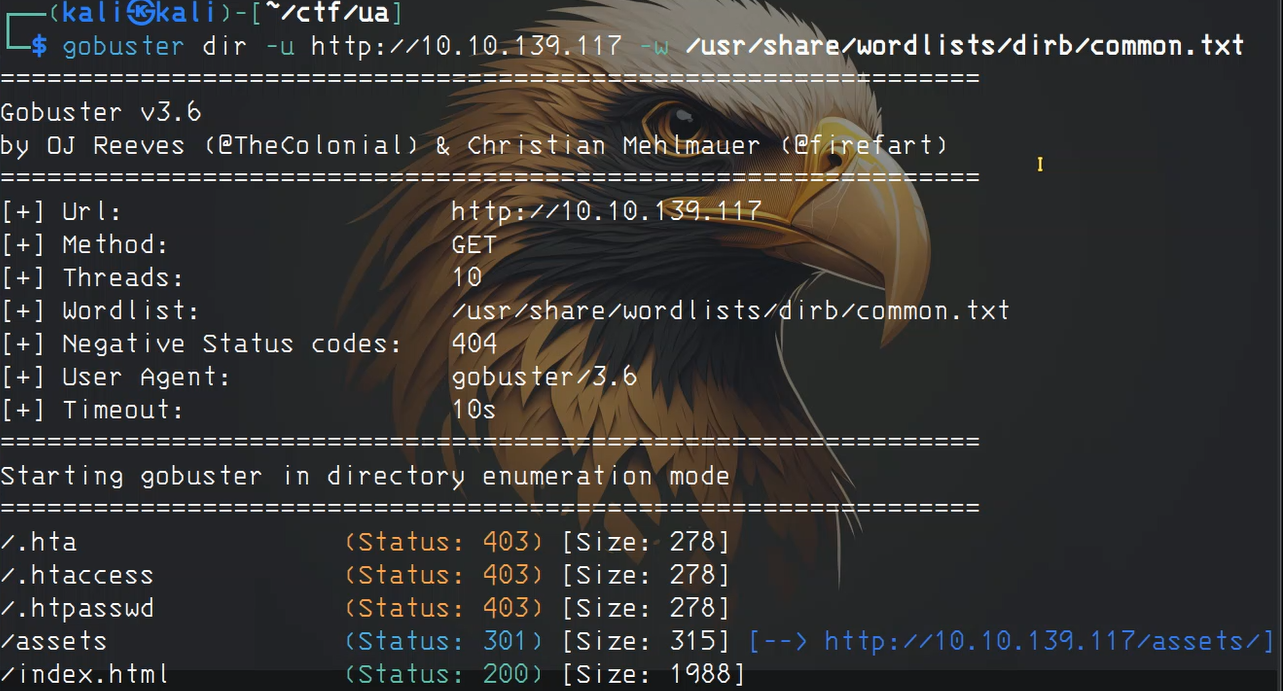 ┌──(kali㉿kali)-[~/ctf/ua]
└─$ gobuster dir -u http://10.10.139.117 -w /usr/share/wordlists/dirb/common.txt
===============================================================
Gobuster v3.6
by OJ Reeves (@TheColonial) & Christian Mehlmauer (@firefart)
===============================================================
[+] Url:                     http://10.10.139.117
[+] Method:                  GET
[+] Threads:                 10
[+] Wordlist:                /usr/share/wordlists/dirb/common.txt
[+] Negative Status codes:   404
[+] User Agent:              gobuster/3.6
[+] Timeout:                 10s
===============================================================
Starting gobuster in directory enumeration mode
===============================================================
/.hta                 (Status: 403) [Size: 278]
/.htaccess            (Status: 403) [Size: 278]
/.htpasswd            (Status: 403) [Size: 278]
/assets               (Status: 301) [Size: 315] [--> http://10.10.139.117/assets/]
/index.html           (Status: 200) [Size: 1988]